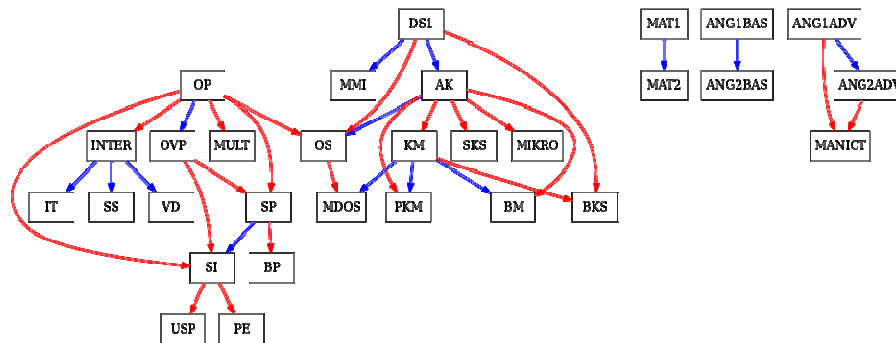 DS1 MAT1 ANG1BAS ANG1ADV
MMI AK MAT2 ANG2BAS ANG2ADV
OP
INTER OVP MULT OS KM SKS MIKRO MANICT
IT SS VD SP MDOS PKM BM BKS
SI BP
USP PE